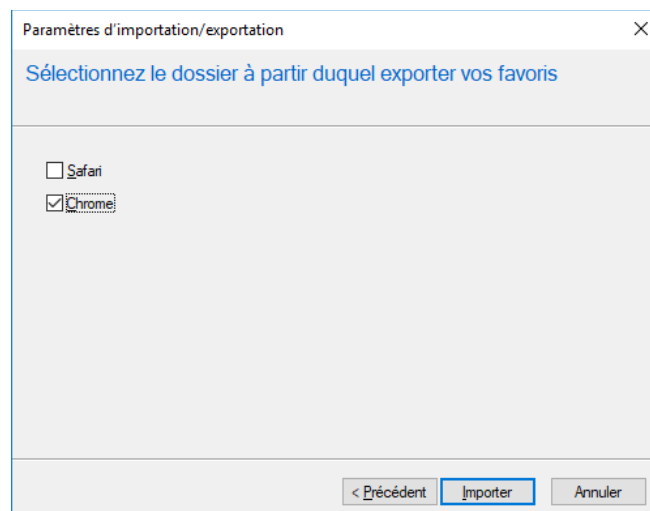 Paramètres d'importation/exportation
Sélectionnez le dossier à partir duquel exporter vos favoris
Safari
Chrome
< Précédent Importer Annuler